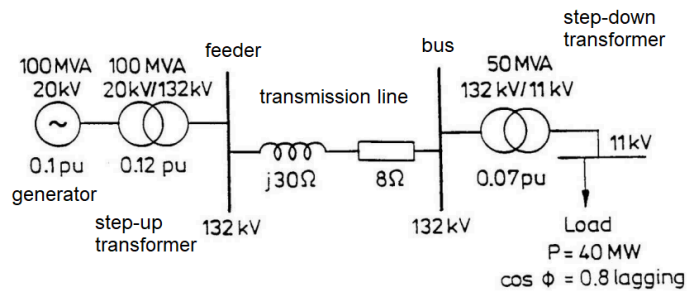 100 MVA
20kV
~
0.1 pu
generator
100 MVA
20kV/132kV
0.12 pu
step-up
transformer
feeder
132 kV
transmission line
j30Ω
8Ω
bus
132 kV
step-down
transformer
50 MVA
132 kV/11 kV
0.07pu
11kV
Load
P = 40 MW
cos Φ = 0.8 lagging